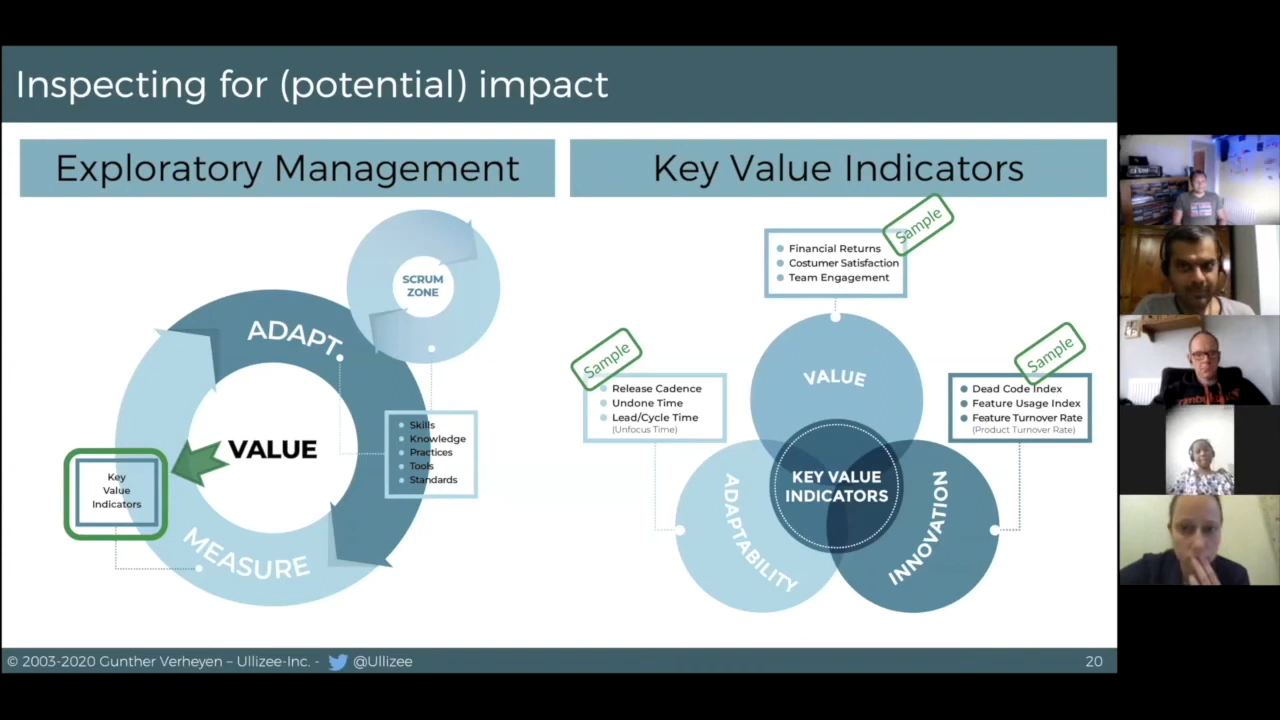 Inspecting for (potential) impact
Exploratory Management
SCRUM
ZONE
ADAPT
VALUE
Key
Value
Indicators
MEASURE
Skills
Knowledge
Practices
Tools
Standards
Key Value Indicators
Sample
Financial Returns
Costumer Satisfaction
Team Engagement
Sample
Release Cadence
Undone Time
Lead/Cycle Time
(Unfocus Time)
Sample
Dead Code Index
Feature Usage Index
Feature Turnover Rate
(Product Turnover Rate)
VALUE
KEY VALUE
INDICATORS
ADAPTABILITY
INNOVATION
© 2003-2020 Gunther Verheyen – Ullizee-Inc. - @Ullizee
20